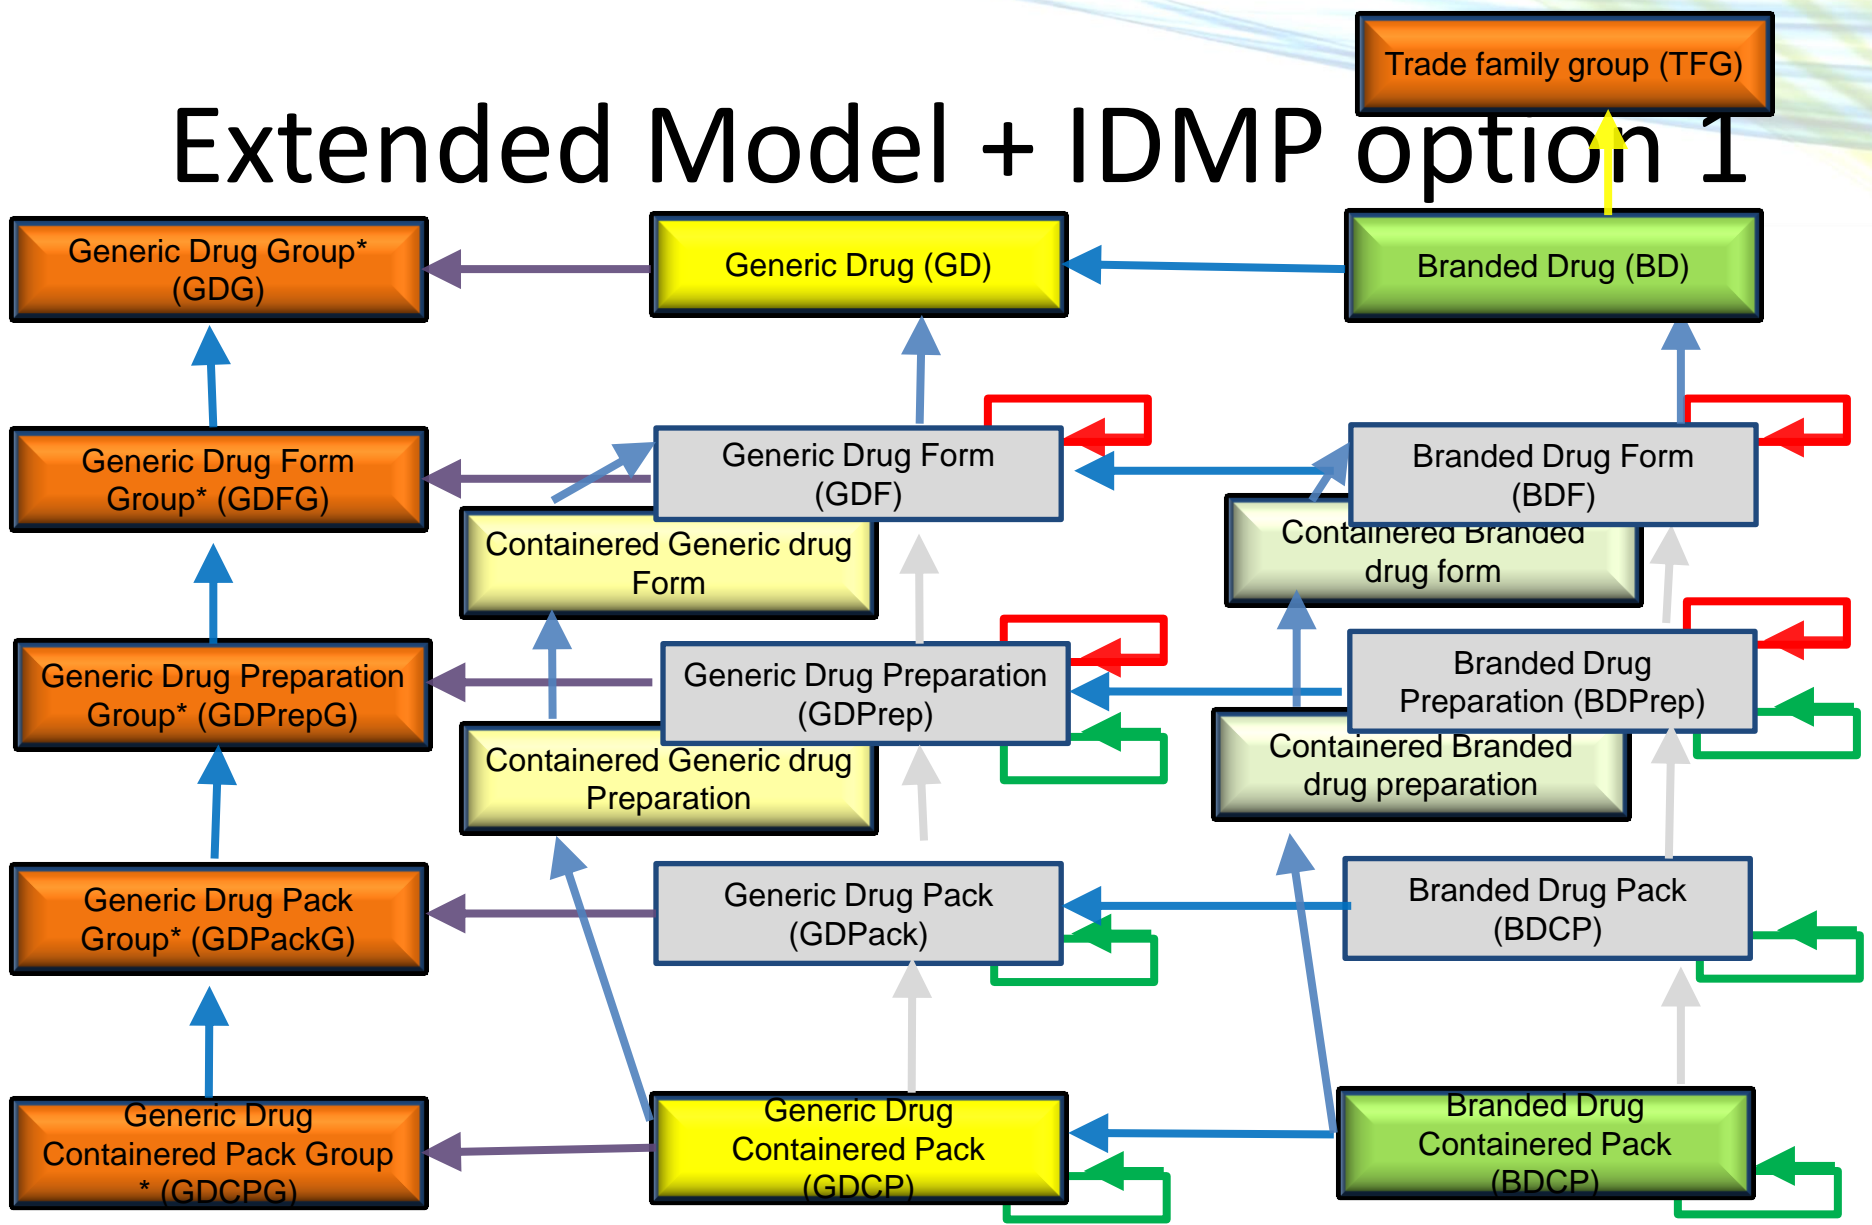 Trade family group (TFG)
Extended Model + IDMP option 1
Generic Drug Group*
(GDG)
Generic Drug (GD)
Branded Drug (BD)
Generic Drug Form
Group* (GDFG)
Generic Drug Form
(GDF)
Branded Drug Form
(BDF)
Containered Generic drug
Form
Containered Branded
drug form
Generic Drug Preparation
Group* (GDPrepG)
Generic Drug Preparation
(GDPrep)
Branded Drug
Preparation (BDPrep)
Containered Generic drug
Preparation
Containered Branded
drug preparation
Generic Drug Pack
Group* (GDPackG)
Generic Drug Pack
(GDPack)
Branded Drug Pack
(BDCP)
Generic Drug
Containered Pack Group
* (GDCPG)
Generic Drug
Containered Pack
(GDCP)
Branded Drug
Containered Pack
(BDCP)